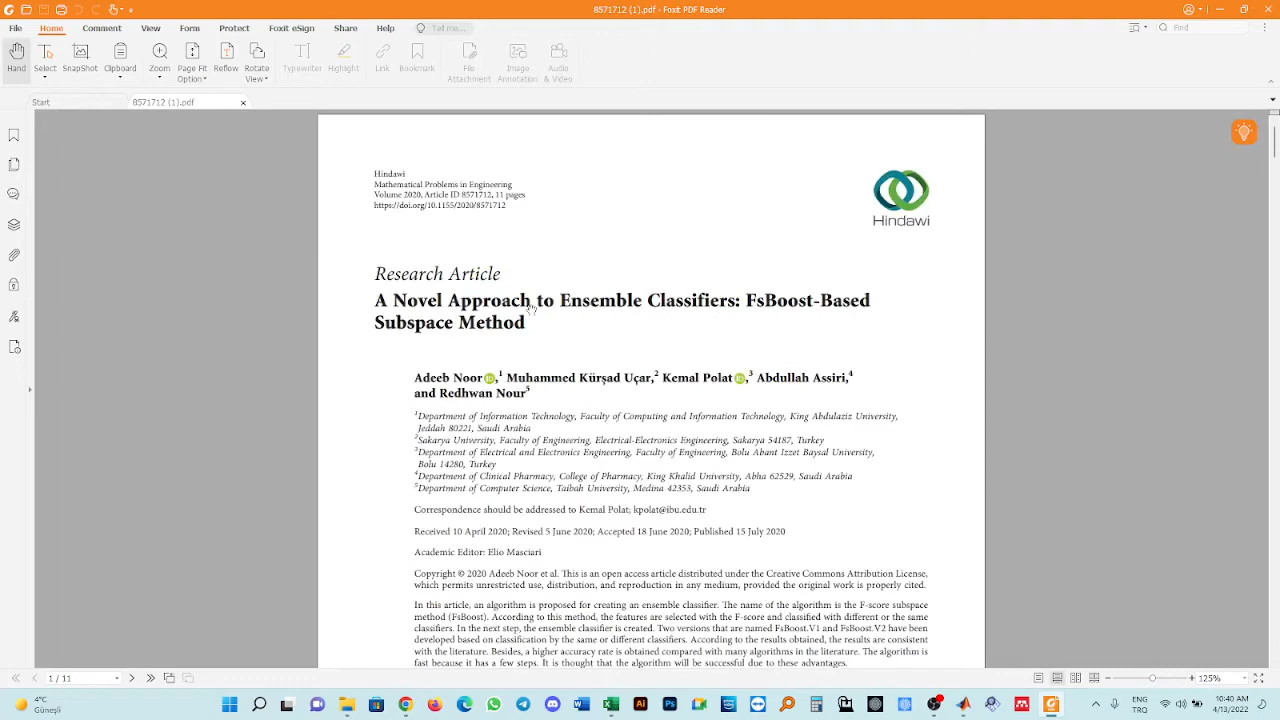 8571712 (1).pdf - Foxit PDF Reader
File Home Comment View Form Protect Foxit eSign Share Help Tell me... Find
Hand Select SnapShot Clipboard Zoom Page Fit Option Reflow Rotate View Typewriter Highlight Link Bookmark File Attachment Image Annotation Audio & Video
Start 8571712 (1).pdf
Hindawi
Mathematical Problems in Engineering
Volume 2020, Article ID 8571712, 11 pages
https://doi.org/10.1155/2020/8571712
Hindawi
Research Article
A Novel Approach to Ensemble Classifiers: FsBoost-Based
Subspace Method
Adeeb Noor iD,1 Muhammed Kürşad Uçar,2 Kemal Polat iD,3 Abdullah Assiri,4
and Redhwan Nour5
1Department of Information Technology, Faculty of Computing and Information Technology, King Abdulaziz University,
Jeddah 80221, Saudi Arabia
2Sakarya University, Faculty of Engineering, Electrical-Electronics Engineering, Sakarya 54187, Turkey
3Department of Electrical and Electronics Engineering, Faculty of Engineering, Bolu Abant Izzet Baysal University,
Bolu 14280, Turkey
4Department of Clinical Pharmacy, College of Pharmacy, King Khalid University, Abha 62529, Saudi Arabia
5Department of Computer Science, Taibah University, Medina 42353, Saudi Arabia
Correspondence should be addressed to Kemal Polat; kpolat@ibu.edu.tr
Received 10 April 2020; Revised 5 June 2020; Accepted 18 June 2020; Published 15 July 2020
Academic Editor: Elio Masciari
Copyright © 2020 Adeeb Noor et al. This is an open access article distributed under the Creative Commons Attribution License,
which permits unrestricted use, distribution, and reproduction in any medium, provided the original work is properly cited.
In this article, an algorithm is proposed for creating an ensemble classifier. The name of the algorithm is the F-score subspace
method (FsBoost). According to this method, the features are selected with the F-score and classified with different or the same
classifiers. In the next step, the ensemble classifier is created. Two versions that are named FsBoost.V1 and FsBoost.V2 have been
developed based on classification by the same or different classifiers. According to the results obtained, the results are consistent
with the literature. Besides, a higher accuracy rate is obtained compared with many algorithms in the literature. The algorithm is
fast because it has a few steps. It is thought that the algorithm will be successful due to these advantages.
1 / 11 125%
4°C
Güneşli
10:40 AM
TRQ
4/13/2022